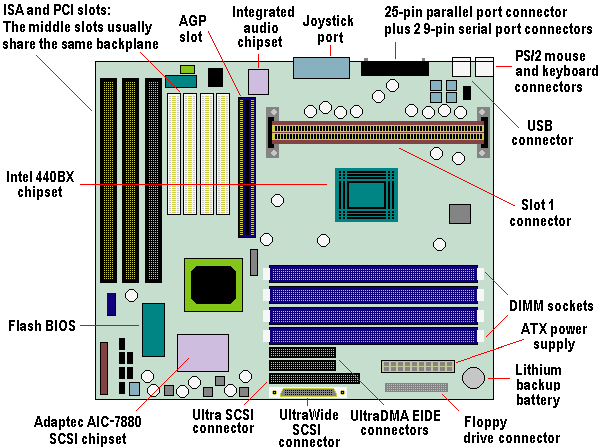 ISA and PCI slots:
The middle slots usually
share the same backplane
AGP
slot
Integrated
audio
chipset
Joystick
port
25-pin parallel port connector
plus 2 9-pin serial port connectors
PS/2 mouse
and keyboard
connectors
USB
connector
Intel 440BX
chipset
Slot 1
connector
Flash BIOS
DIMM sockets
ATX power
supply
Lithium
backup
battery
Adaptec AIC-7880
SCSI chipset
Ultra SCSI
connector
UltraWide
SCSI
connector
UltraDMA EIDE
connectors
Floppy
drive connector